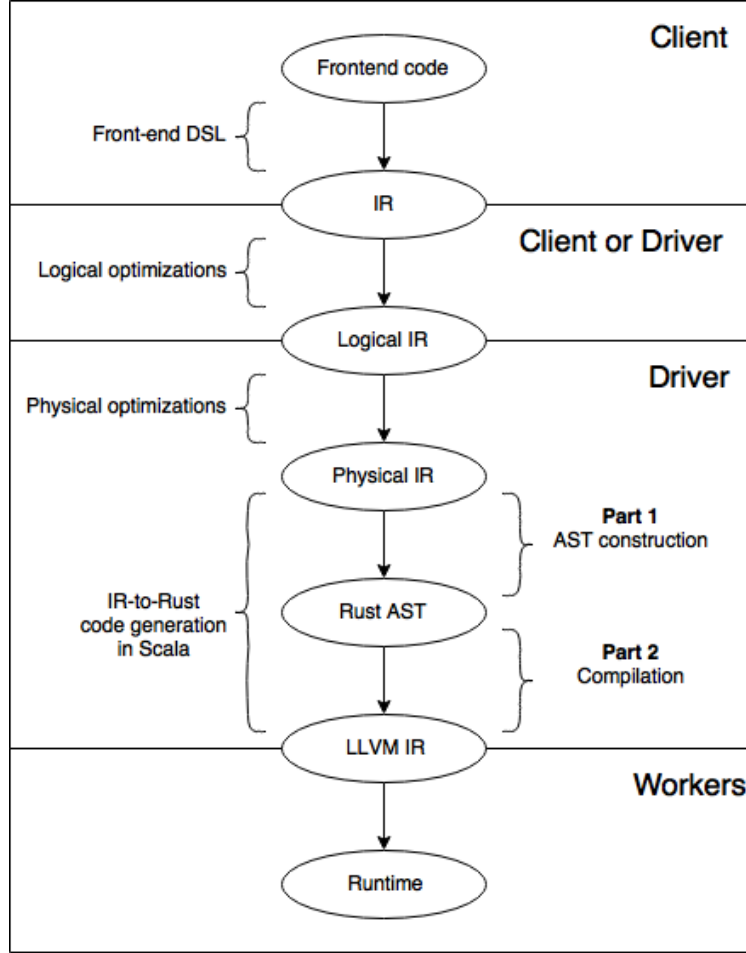 Client
Frontend code
Front-end DSL
IR
Client or Driver
Logical optimizations
Logical IR
Driver
Physical optimizations
Physical IR
Part 1
AST construction
IR-to-Rust
code generation
in Scala
Rust AST
Part 2
Compilation
LLVM IR
Workers
Runtime